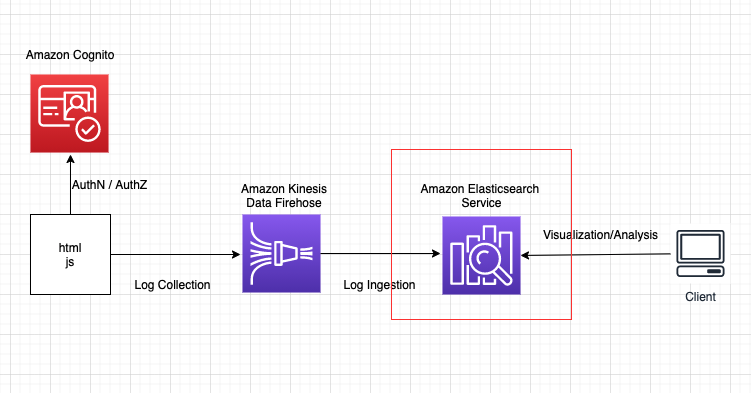 Amazon Cognito
AuthN / AuthZ
html
js
Log Collection
Amazon Kinesis
Data Firehose
Log Ingestion
Amazon Elasticsearch
Service
Visualization/Analysis
Client